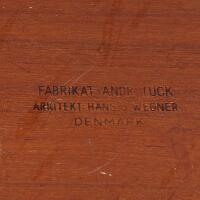 FABRIKAT: ANDR. TUCK
ARKITEKT: HANS J. WEGNER
DENMARK